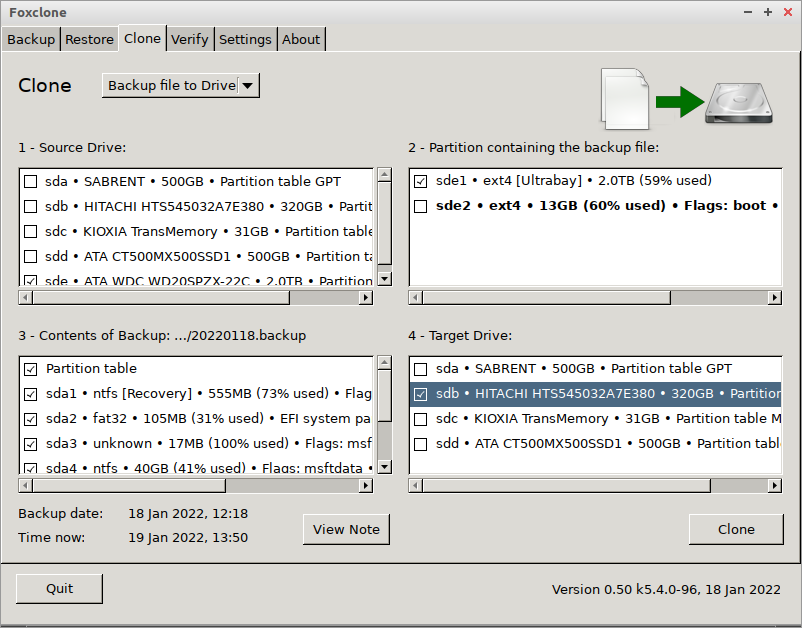 Foxclone
Backup Restore Clone Verify Settings About
Clone
Backup file to Drive
1 - Source Drive:
sda • SABRENT • 500GB • Partition table GPT
sdb • HITACHI HTS545032A7E380 • 320GB • Partit
sdc • KIOXIA TransMemory • 31GB • Partition tab
sdd • ATA CT500MX500SSD1 • 500GB • Partition ta
sde • ATA WDC WD20SPZX-22C • 2.0TB • Partition
2 - Partition containing the backup file:
sde1 • ext4 [Ultrabay] • 2.0TB (59% used)
sde2 • ext4 • 13GB (60% used) • Flags: boot •
3 - Contents of Backup: .../20220118.backup
Partition table
sda1 • ntfs [Recovery] • 555MB (73% used) • Flag
sda2 • fat32 • 105MB (31% used) • EFI system pa
sda3 • unknown • 17MB (100% used) • Flags: msf
sda4 • ntfs • 40GB (41% used) • Flags: msftdata •
4 - Target Drive:
sda • SABRENT • 500GB • Partition table GPT
sdb • HITACHI HTS545032A7E380 • 320GB • Partition
sdc • KIOXIA TransMemory • 31GB • Partition table M
sdd • ATA CT500MX500SSD1 • 500GB • Partition tabl
Backup date: 18 Jan 2022, 12:18
Time now: 19 Jan 2022, 13:50
View Note
Clone
Quit
Version 0.50 k5.4.0-96, 18 Jan 2022